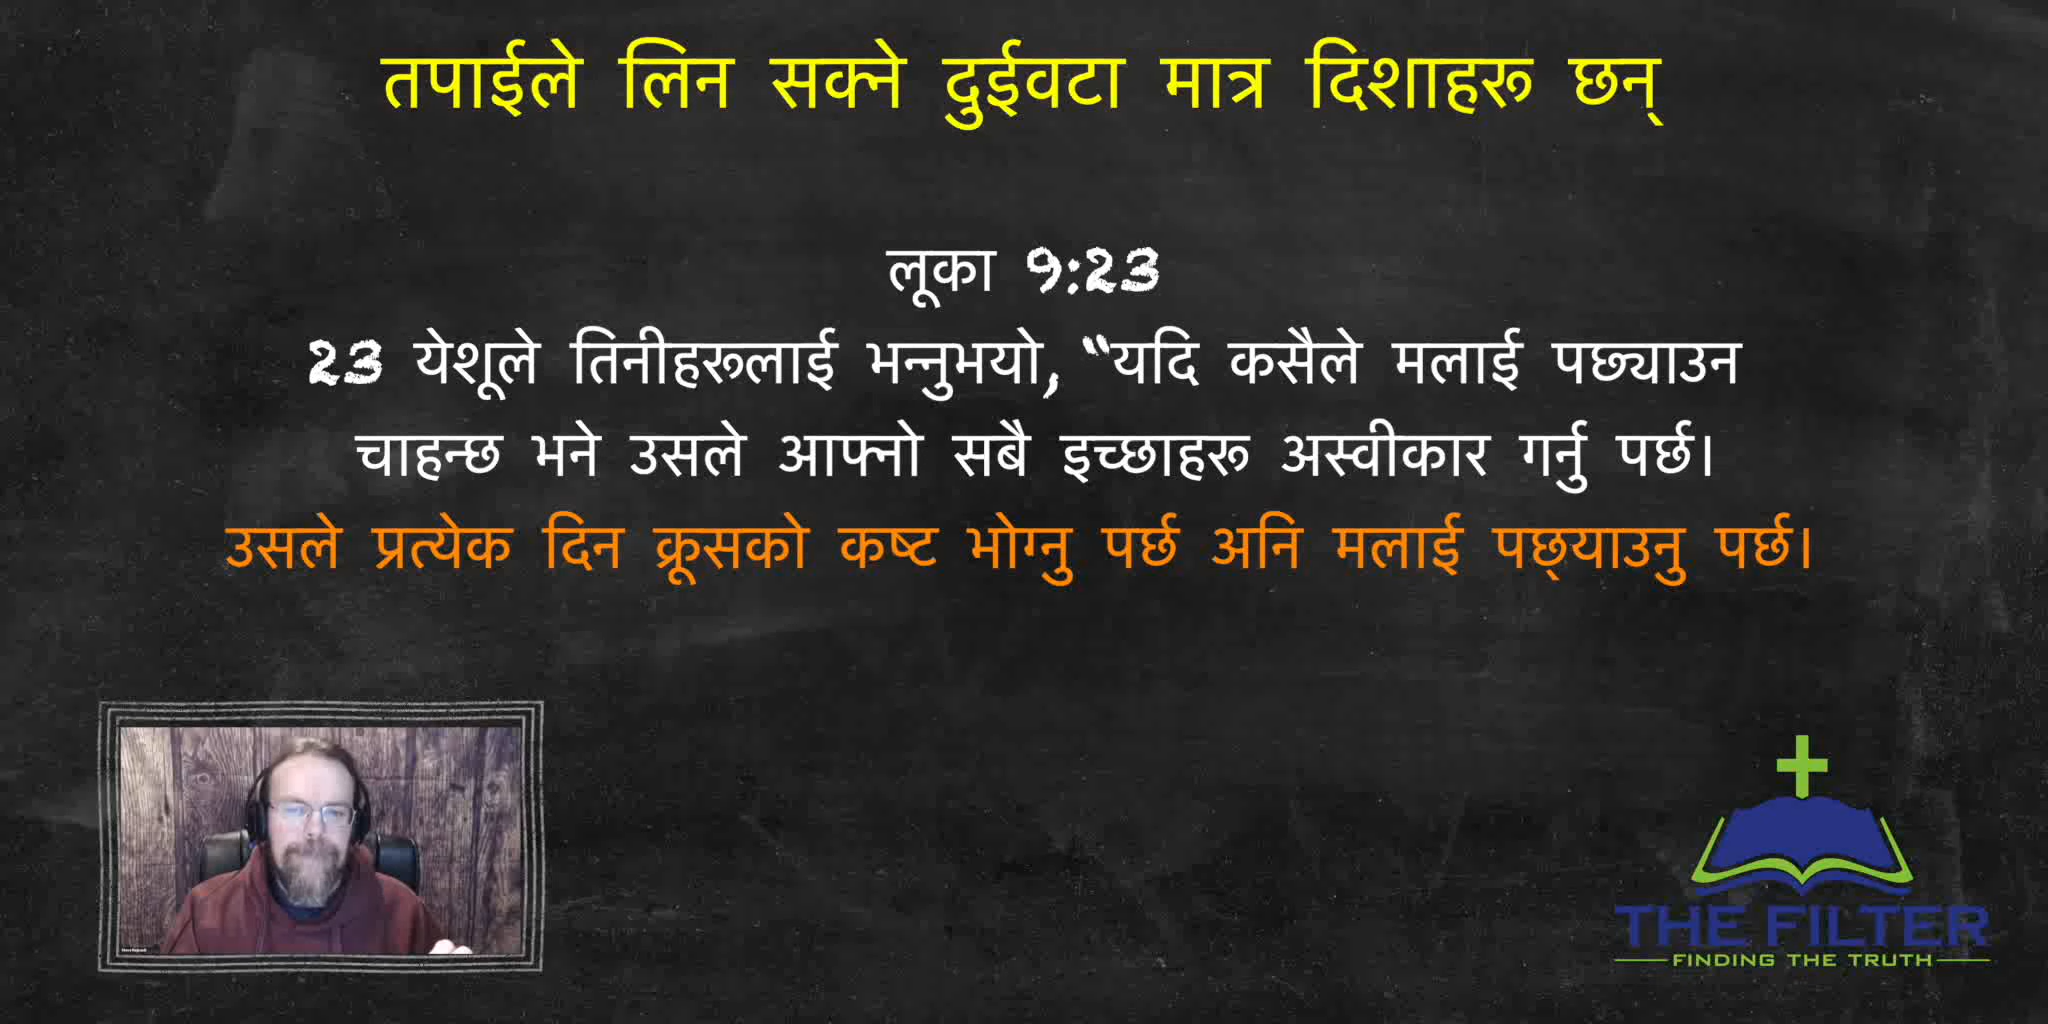 तपाईले लिन सक्ने दुईवटा मात्र दिशाहरू छन्
लूका 9:23
23 येशूले तिनीहरूलाई भन्नुभयो, “यदि कसैले मलाई पछ्याउन
चाहन्छ भने उसले आफ्नो सबै इच्छाहरू अस्वीकार गर्नु पर्छ।
उसले प्रत्येक दिन क्रूसको कष्ट भोग्नु पर्छ अनि मलाई पछ्याउनु पर्छ।
THE FILTER
FINDING THE TRUTH